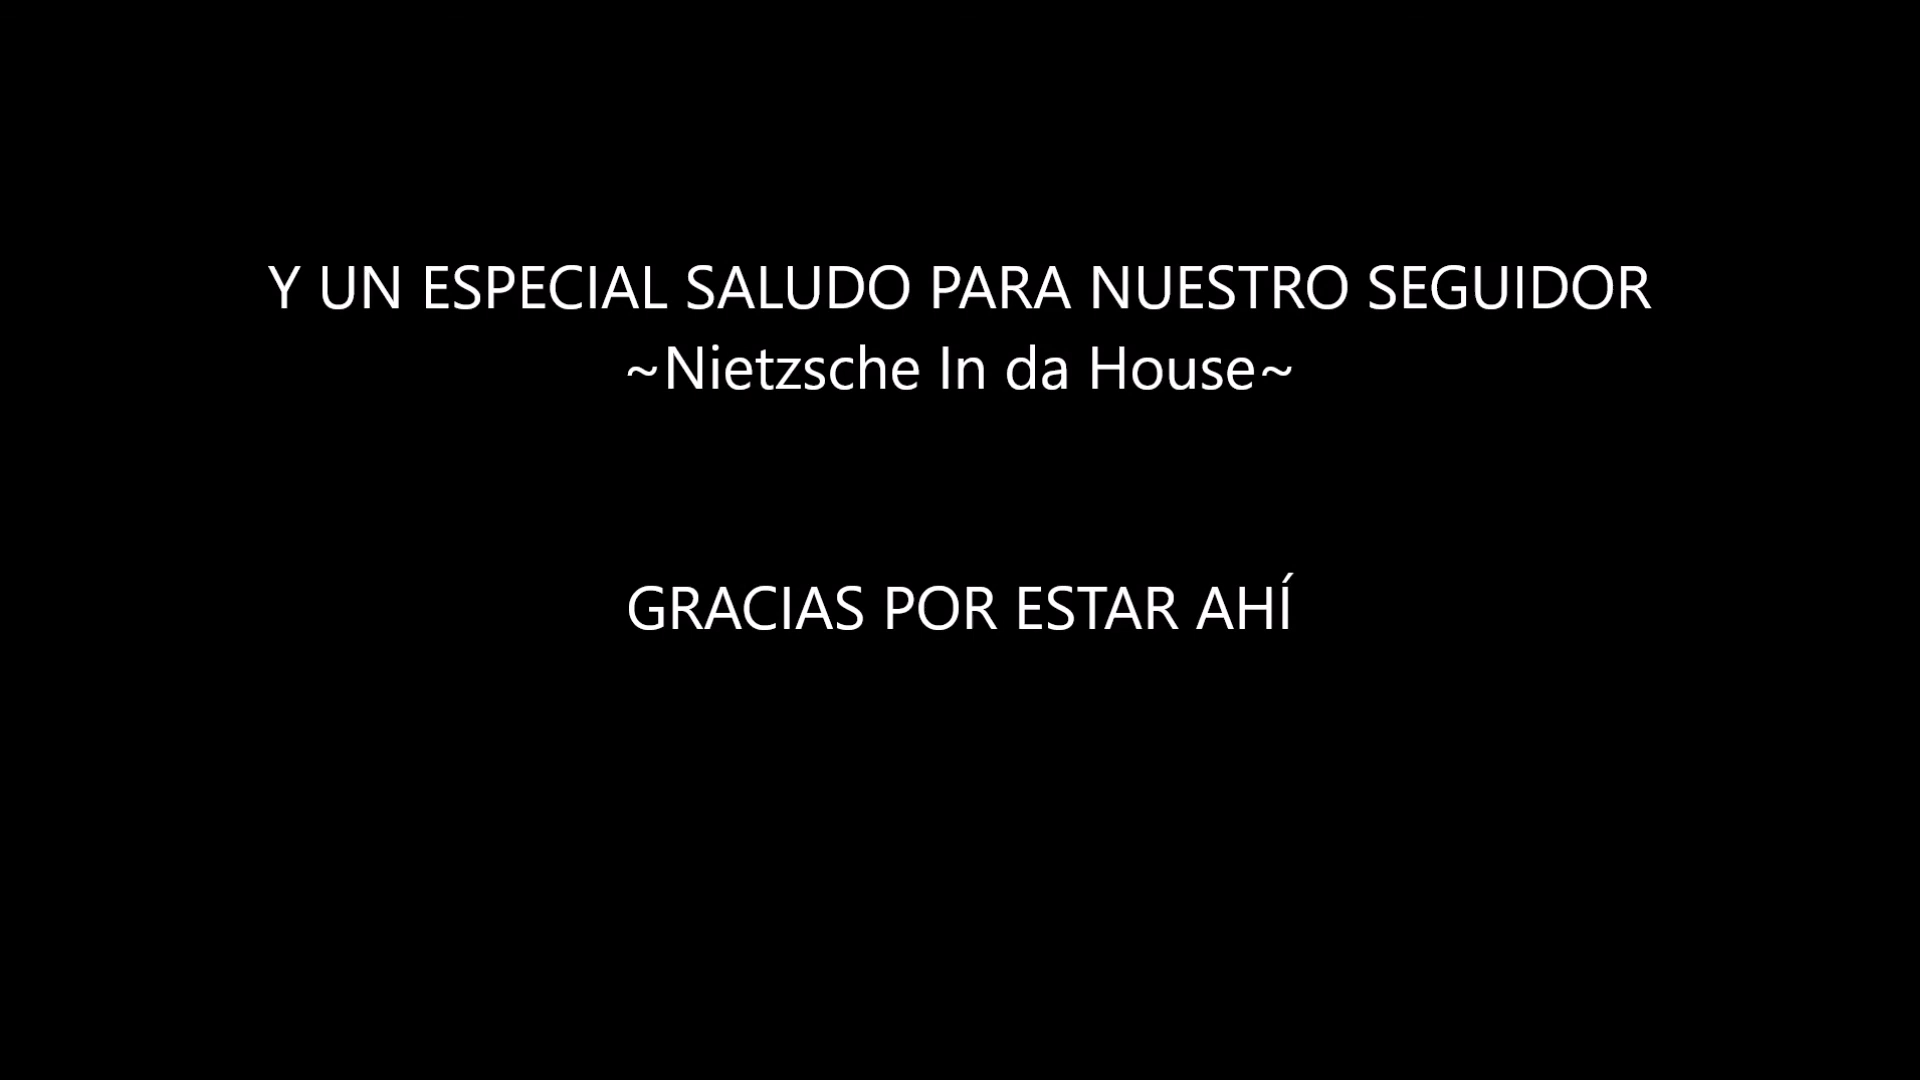 Y UN ESPECIAL SALUDO PARA NUESTRO SEGUIDOR
~Nietzsche In da House~
GRACIAS POR ESTAR AHÍ